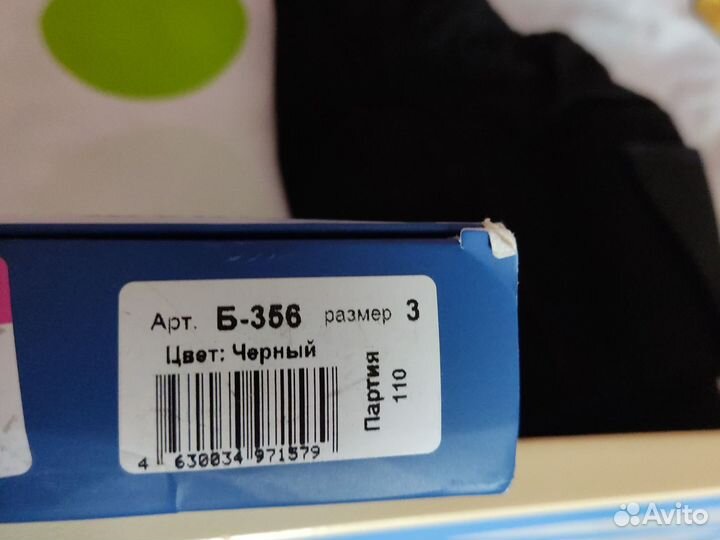 Арт. Б-356 размер 3
Цвет: Черный
Партия
110
4 630034 971579
Avito